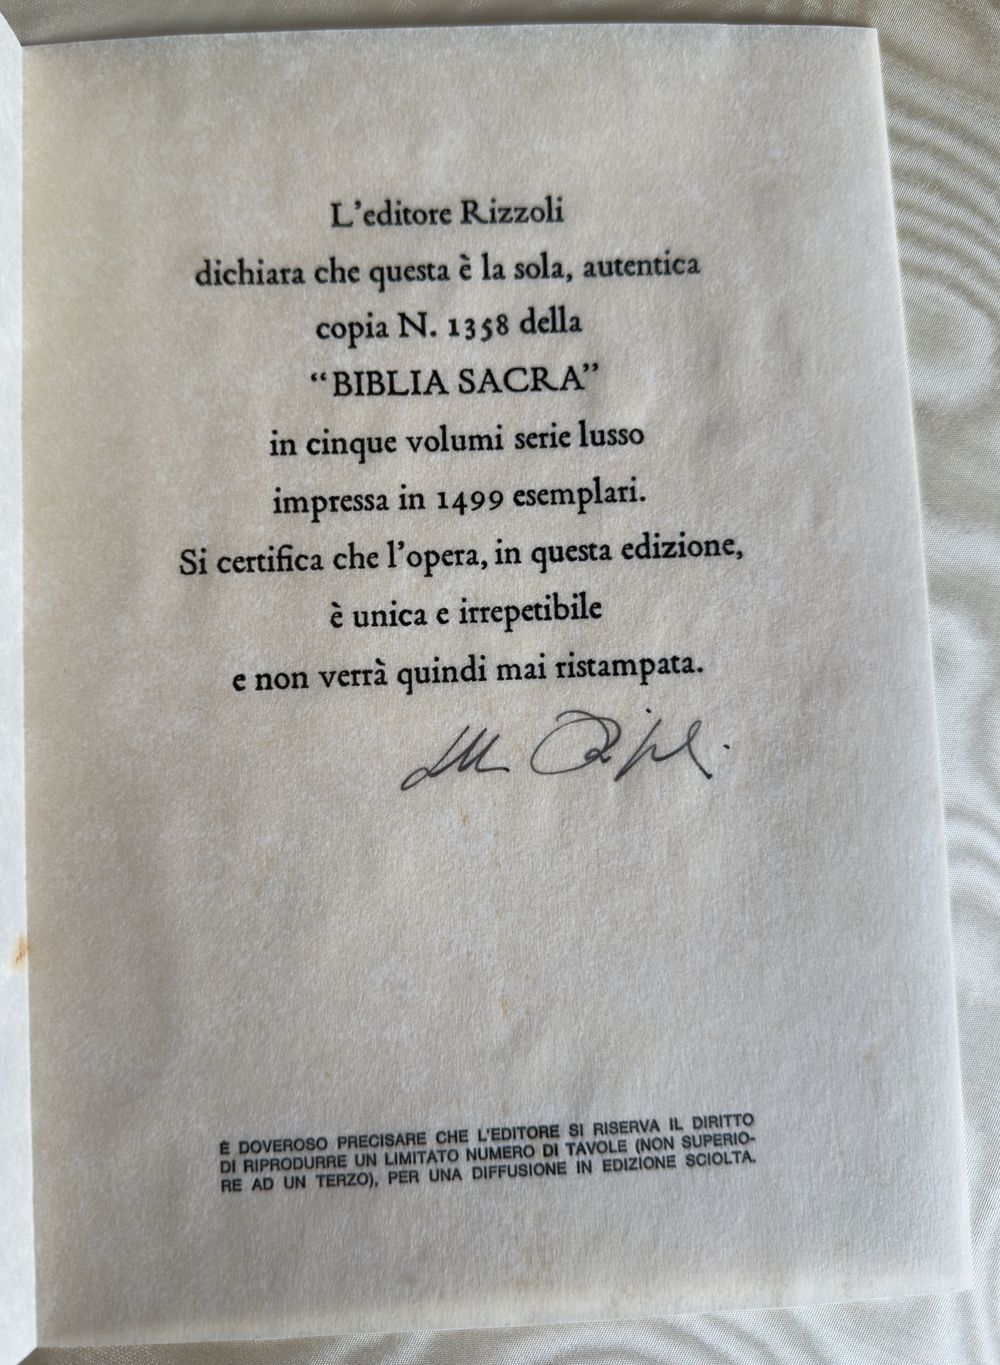 L'editore Rizzoli
dichiara che questa è la sola, autentica
copia N. 1358 della
“BIBLIA SACRA”
in cinque volumi serie lusso
impressa in 1499 esemplari.
Si certifica che l'opera, in questa edizione,
è unica e irrepetibile
e non verrà quindi mai ristampata.
È DOVEROSO PRECISARE CHE L'EDITORE SI RISERVA IL DIRITTO
DI RIPRODURRE UN LIMITATO NUMERO DI TAVOLE (NON SUPERIO-
RE AD UN TERZO), PER UNA DIFFUSIONE IN EDIZIONE SCIOLTA.